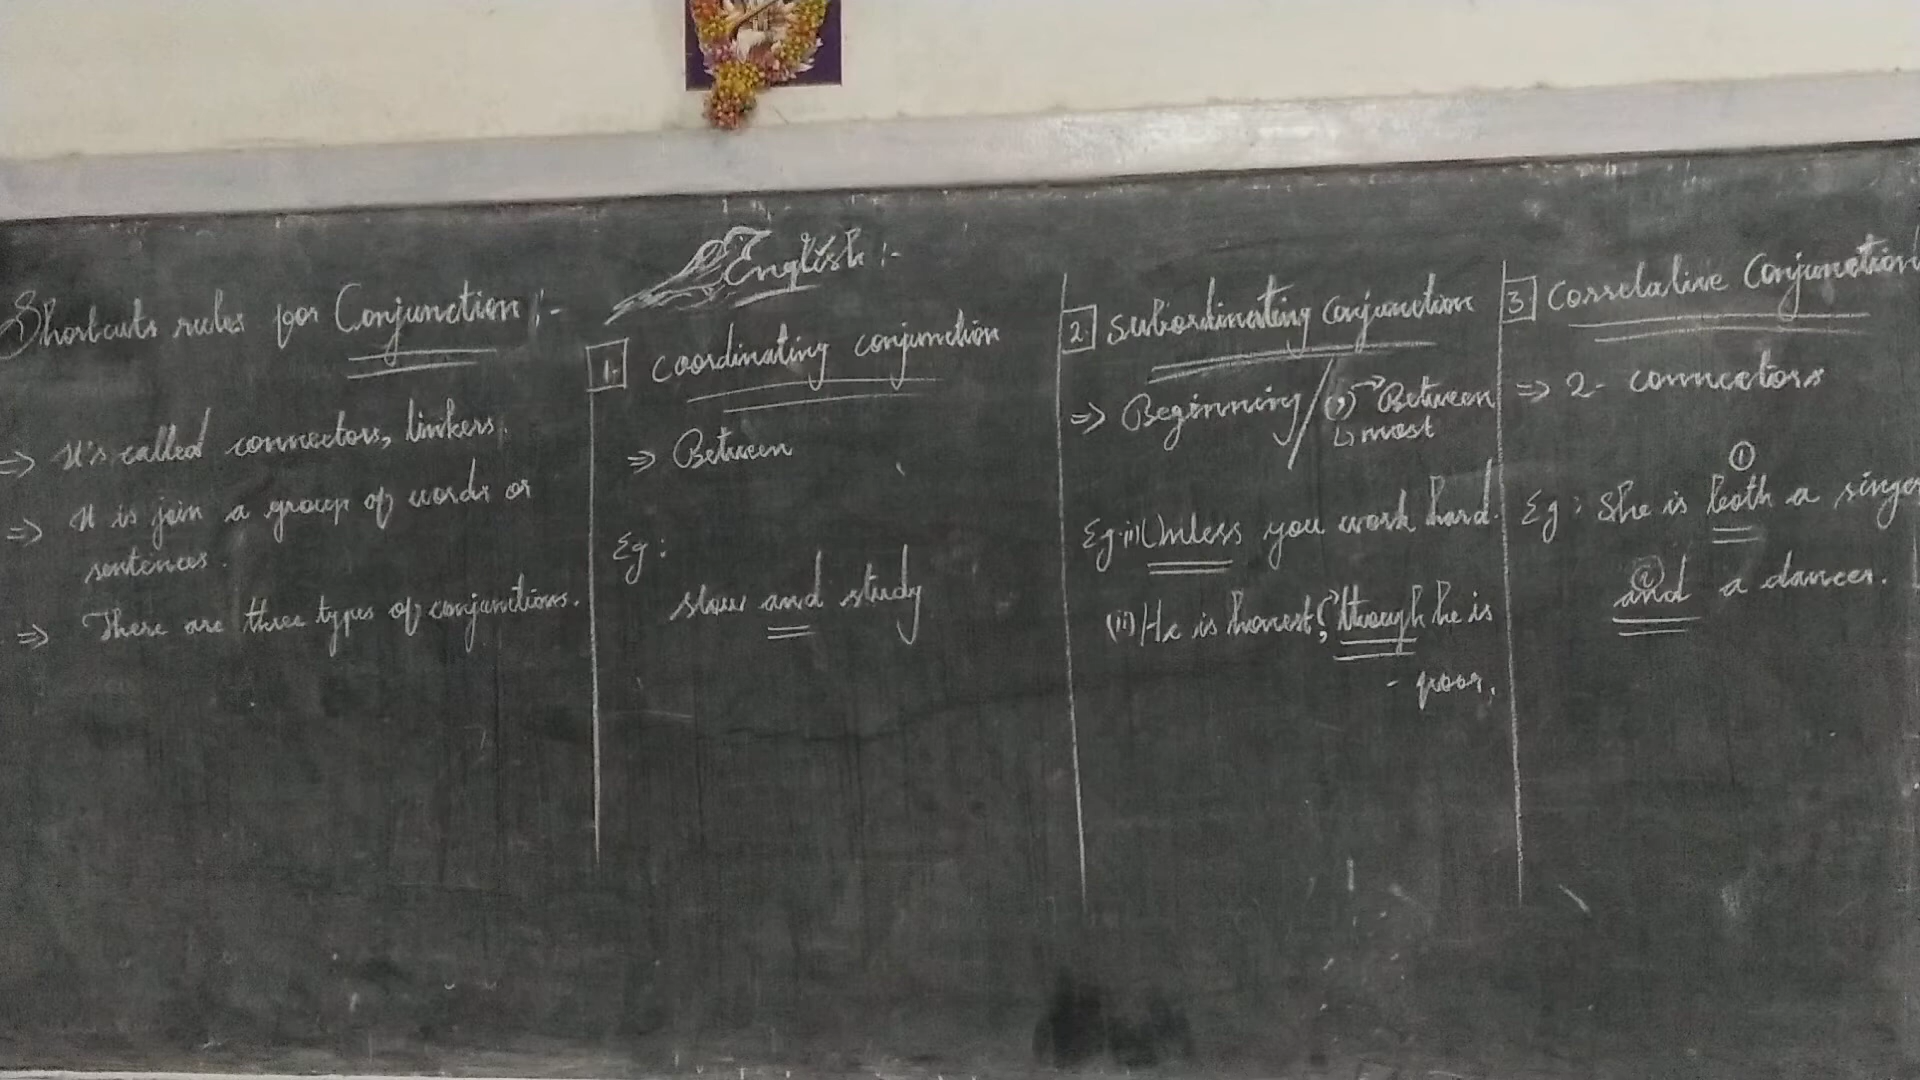 English :-
Shortcuts rules for Conjunction :-
⇒ It's called connectors, linkers.
⇒ It is join a group of words or
sentences.
⇒ There are three types of conjunctions.
1. Coordinating conjunction
⇒ Between
Eg:
slow and study
2. Subordinating conjunction
⇒ Beginning / (,) → Between
↳ most
Eg: (i) Unless you work hard.
(ii) He is honest, though he is
- poor.
3 Correlative Conjunction
⇒ 2- connectors
①
Eg: She is both a singer
②
and a dancer.